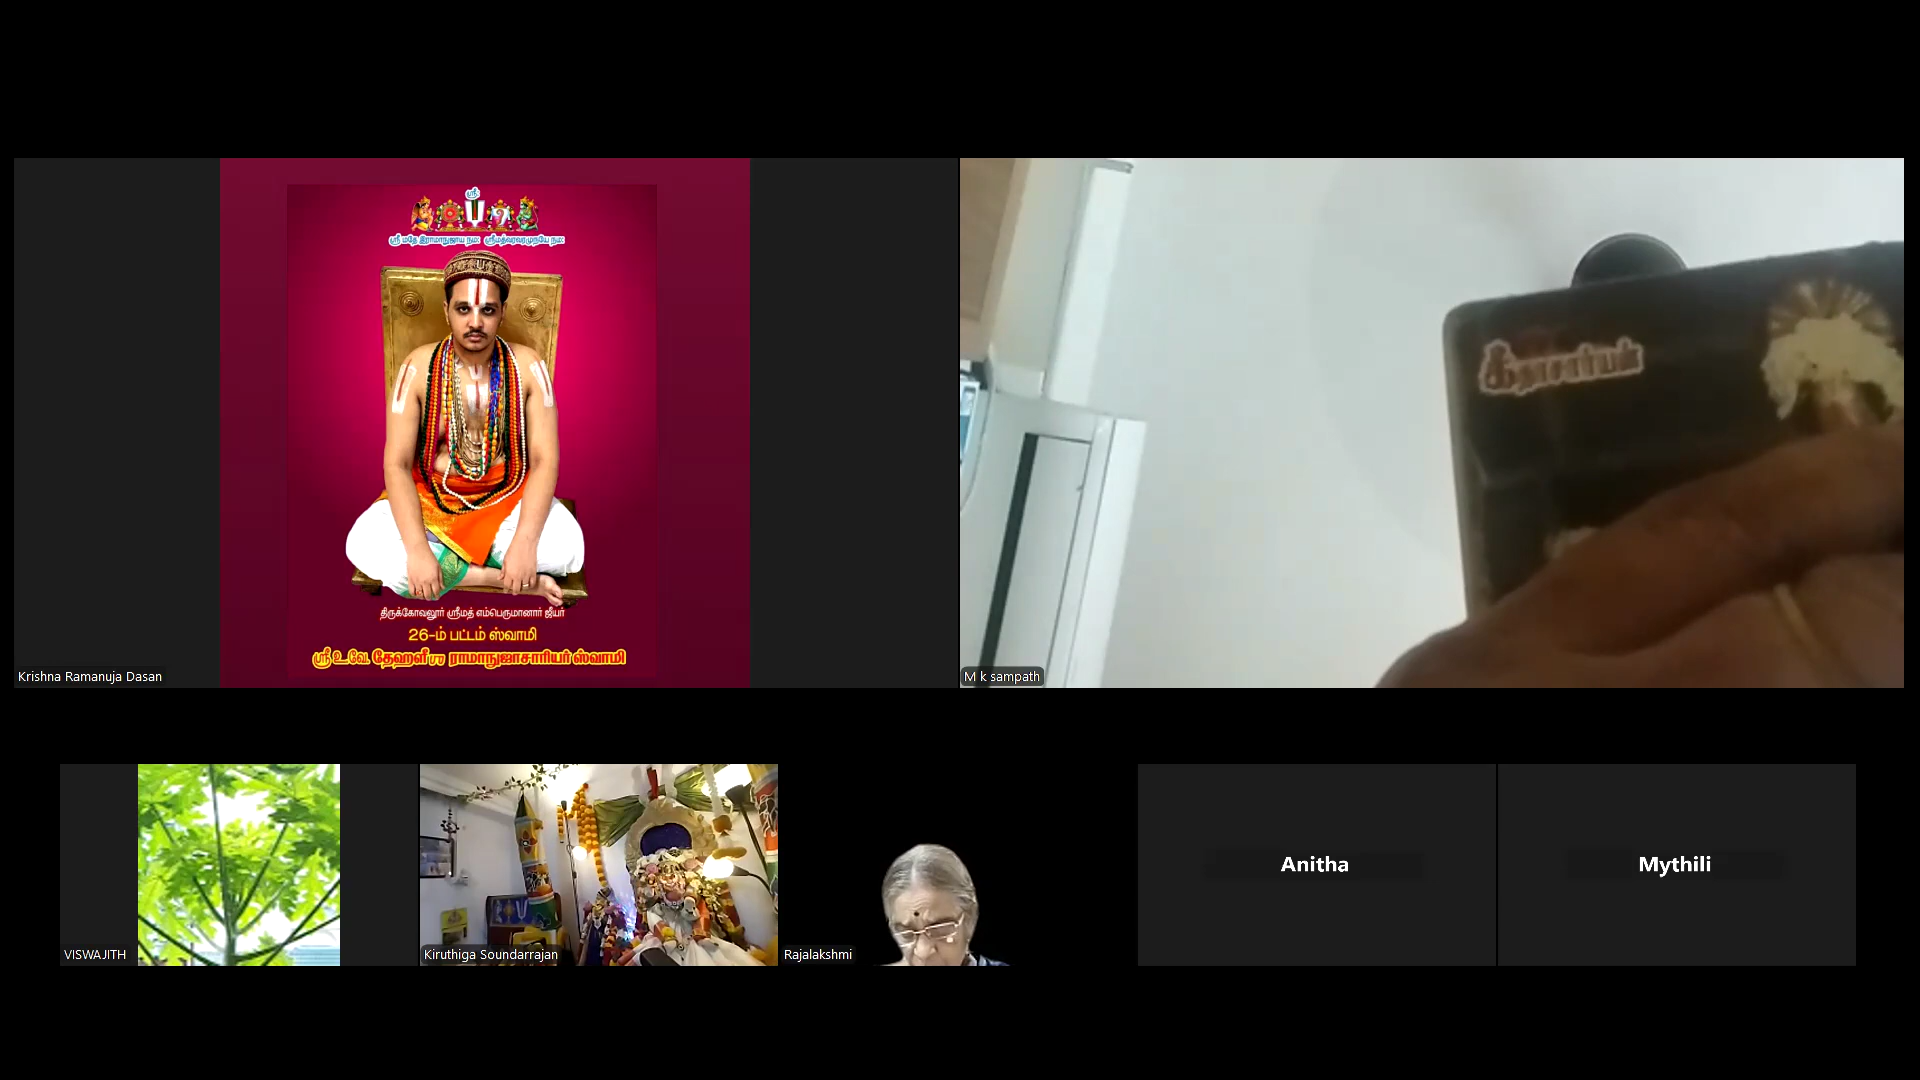 ஸ்ரீ:
ஸ்ரீ மதே இராமாநுஜாய நம: ஸ்ரீமத்வரவரமுநயே நம:
திருக்கோவலூர் ஸ்ரீமத் எம்பெருமானார் ஜீயர்
26-ம் பட்டம் ஸ்வாமி
ஸ்ரீ உ.வே. தேஹளீஶ ராமாநுஜாசாரியர் ஸ்வாமி
Krishna Ramanuja Dasan
கீதாசார்யன்
M k sampath
VISWAJITH
Kiruthiga Soundarrajan
Rajalakshmi
Anitha
Mythili